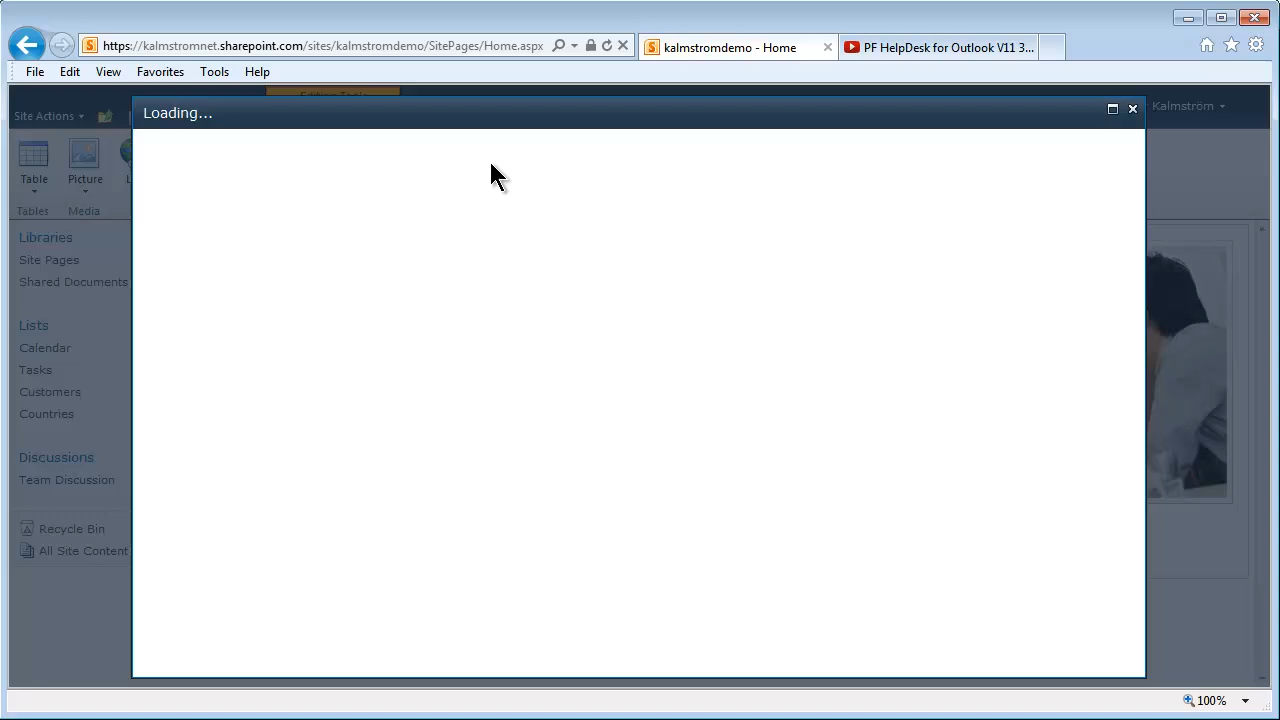 https://kalmstromnet.sharepoint.com/sites/kalmstromdemo/SitePages/Home.aspx
kalmstromdemo - Home
PF HelpDesk for Outlook V11 3...
File Edit View Favorites Tools Help
Site Actions
Loading...
Kalmström
Table
Picture
Tables
Media
Libraries
Site Pages
Shared Documents
Lists
Calendar
Tasks
Customers
Countries
Discussions
Team Discussion
Recycle Bin
All Site Content
100%